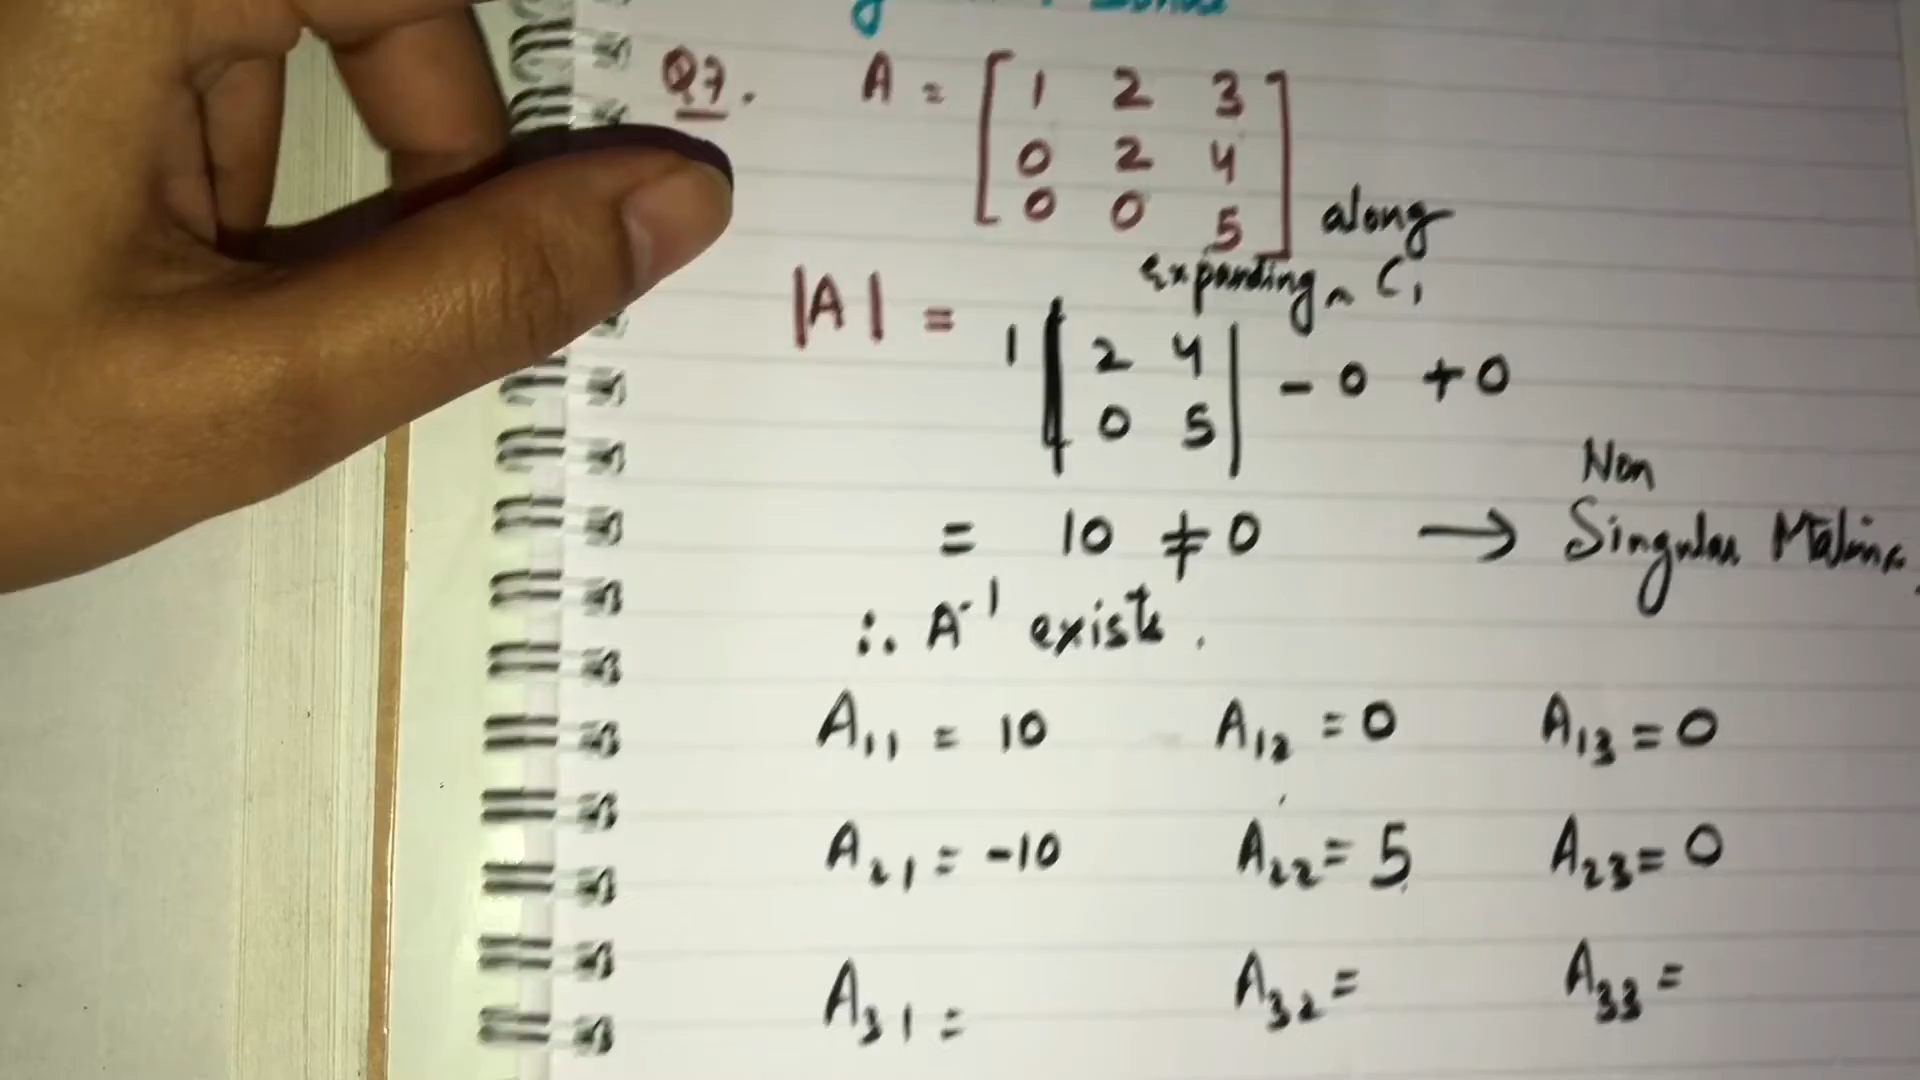 Q7. A = [ 1 2 3
0 2 4
0 0 5 ]
along
expanding ^ C₁
|A| = 1 | 2 4 | - 0 + 0
| 0 5 |
= 10 ≠ 0 → Non Singular Matrix.
∴ A⁻¹ exists.
A₁₁ = 10 A₁₂ = 0 A₁₃ = 0
A₂₁ = -10 A₂₂ = 5 A₂₃ = 0
A₃₁ = A₃₂ = A₃₃ =